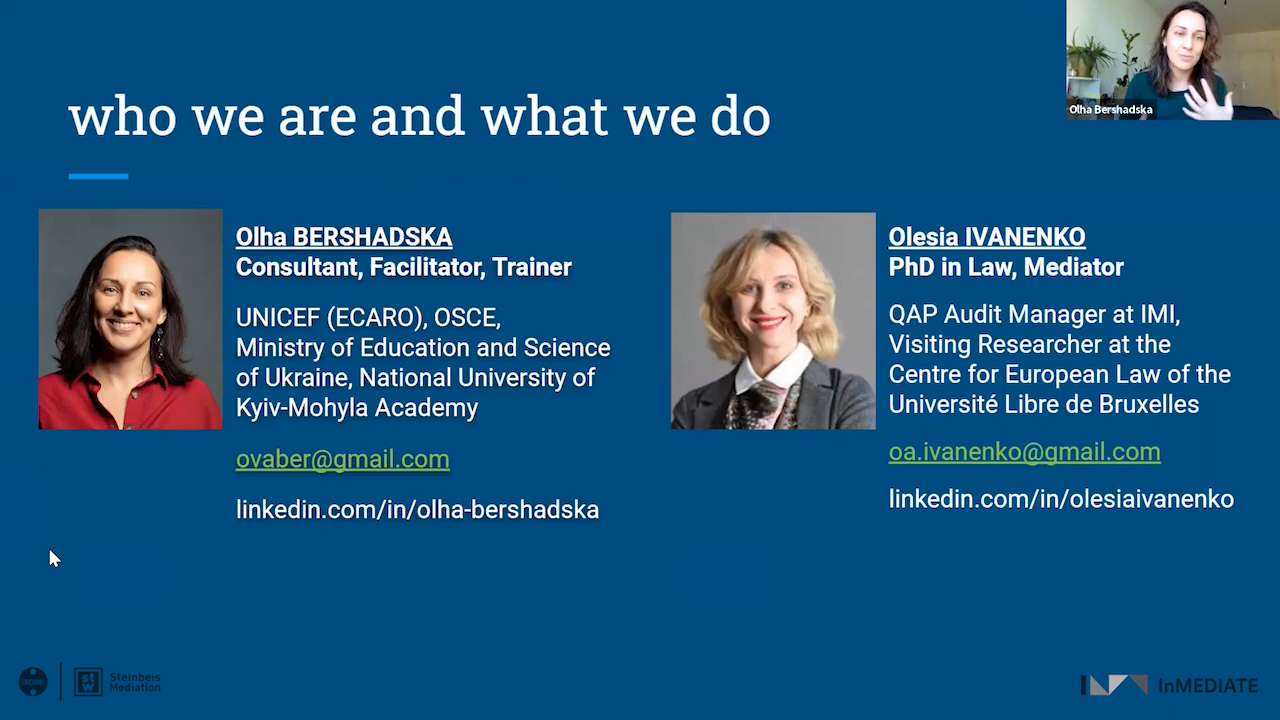 Olha Bershadska
who we are and what we do
Olha BERSHADSKA
Consultant, Facilitator, Trainer
UNICEF (ECARO), OSCE,
Ministry of Education and Science
of Ukraine, National University of
Kyiv-Mohyla Academy
ovaber@gmail.com
linkedin.com/in/olha-bershadska
Olesia IVANENKO
PhD in Law, Mediator
QAP Audit Manager at IMI,
Visiting Researcher at the
Centre for European Law of the
Université Libre de Bruxelles
oa.ivanenko@gmail.com
linkedin.com/in/olesiaivanenko
stw
Steinbeis
Mediation
InMEDIATE